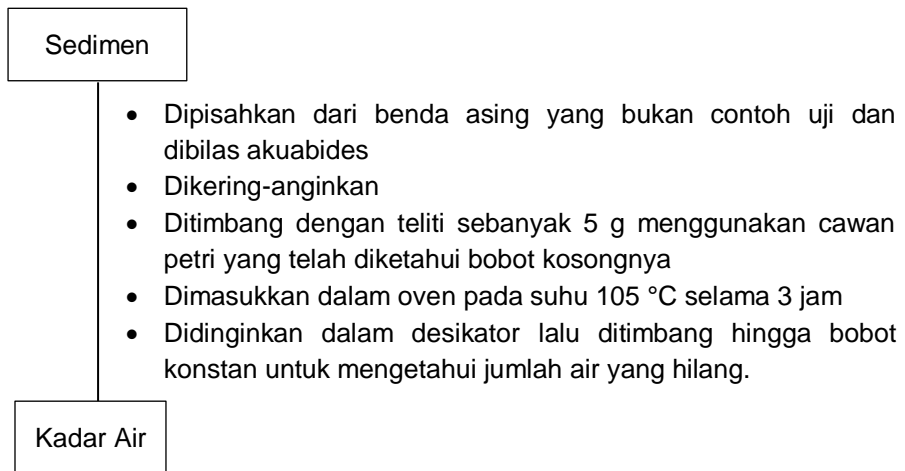 Sedimen
• Dipisahkan dari benda asing yang bukan contoh uji dan
dibilas akuabides
• Dikering-anginkan
• Ditimbang dengan teliti sebanyak 5 g menggunakan cawan
petri yang telah diketahui bobot kosongnya
• Dimasukkan dalam oven pada suhu 105 °C selama 3 jam
• Didinginkan dalam desikator lalu ditimbang hingga bobot
konstan untuk mengetahui jumlah air yang hilang.
Kadar Air